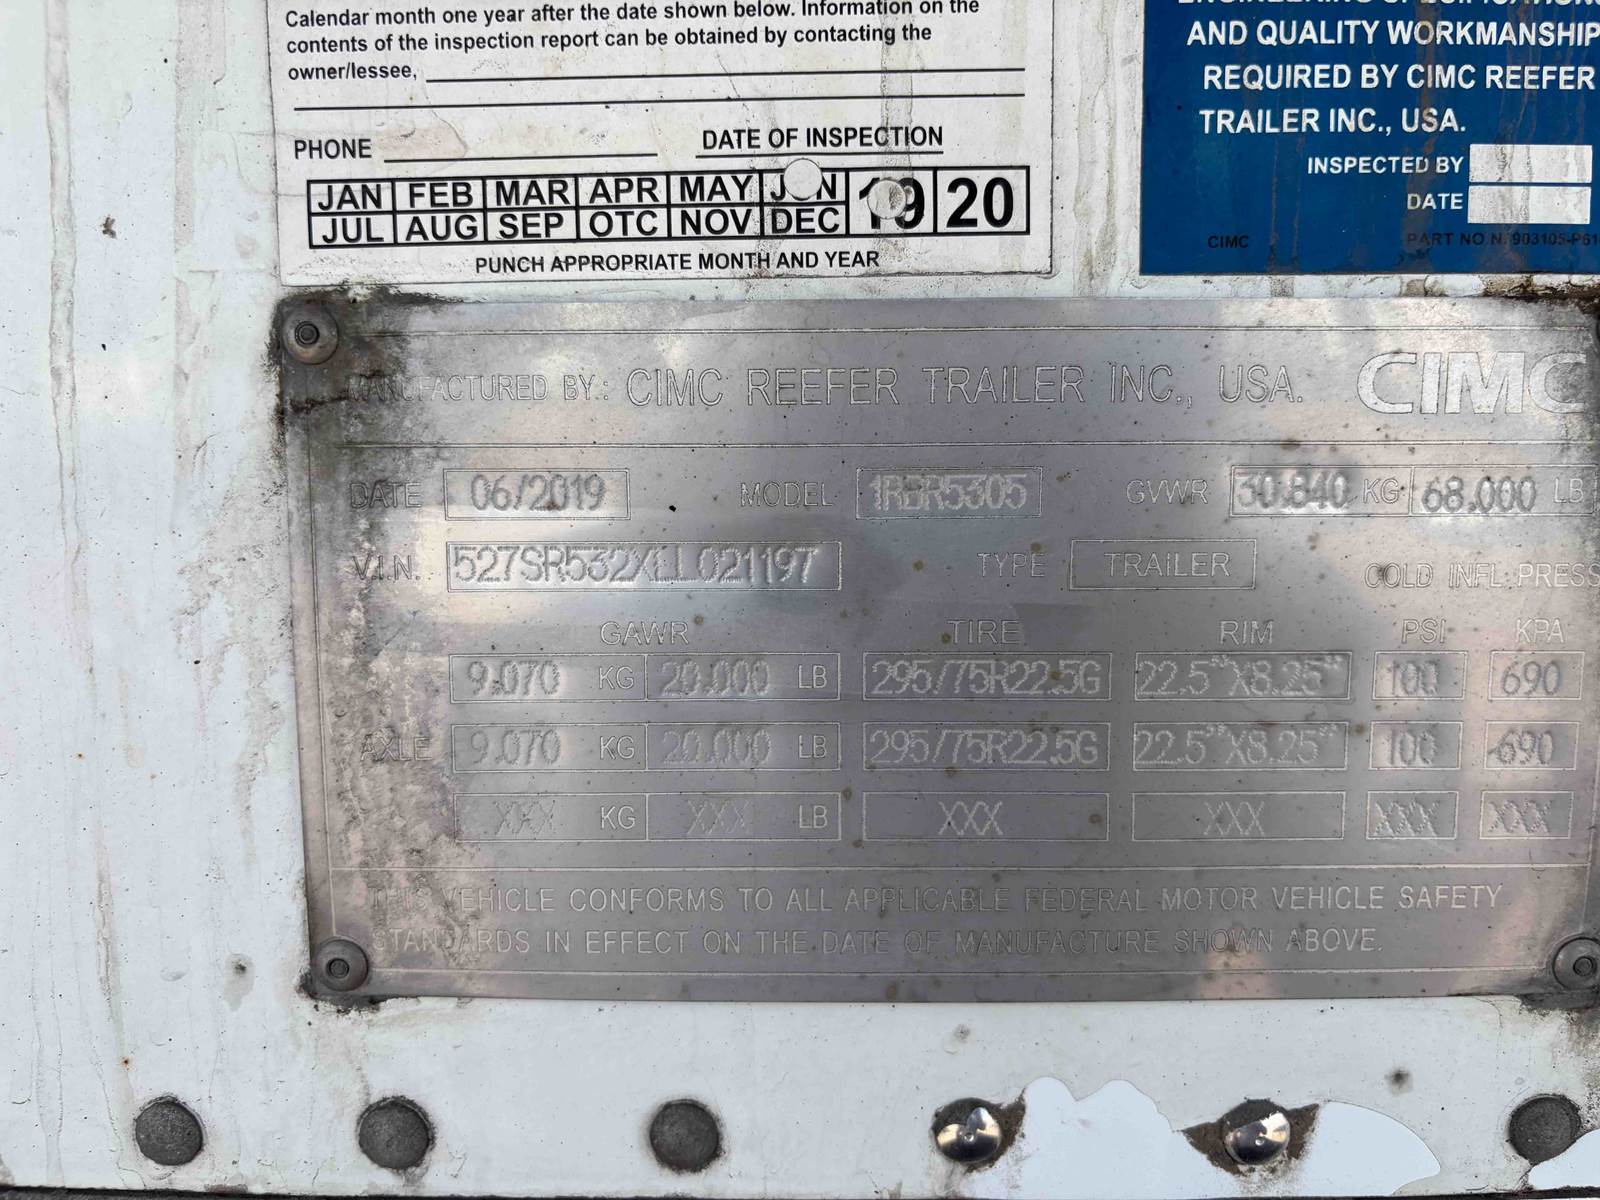 Calendar month one year after the date shown below. Information on the
contents of the inspection report can be obtained by contacting the
owner/lessee,
PHONE
DATE OF INSPECTION
JAN FEB MAR APR MAY JUN 19 20
JUL AUG SEP OTC NOV DEC
PUNCH APPROPRIATE MONTH AND YEAR
AND QUALITY WORKMANSHIP
REQUIRED BY CIMC REEFER
TRAILER INC., USA.
INSPECTED BY
DATE
CIMC PART NO.
MANUFACTURED BY: CIMC REEFER TRAILER INC., USA. CIMC
DATE 06/2019 MODEL 1RBR5305 GVWR 30.840 KG 68.000 LB
V.I.N. 527SR532XLL021197 TYPE TRAILER COLD INFL. PRESS
GAWR TIRE RIM PSI KPA
9.070 KG 20.000 LB 295/75R22.5G 22.5"X8.25" 100 690
AXLE 9.070 KG 20.000 LB 295/75R22.5G 22.5"X8.25" 100 690
XXX KG XXX LB XXX XXX XXX XXX
THIS VEHICLE CONFORMS TO ALL APPLICABLE FEDERAL MOTOR VEHICLE SAFETY
STANDARDS IN EFFECT ON THE DATE OF MANUFACTURE SHOWN ABOVE.